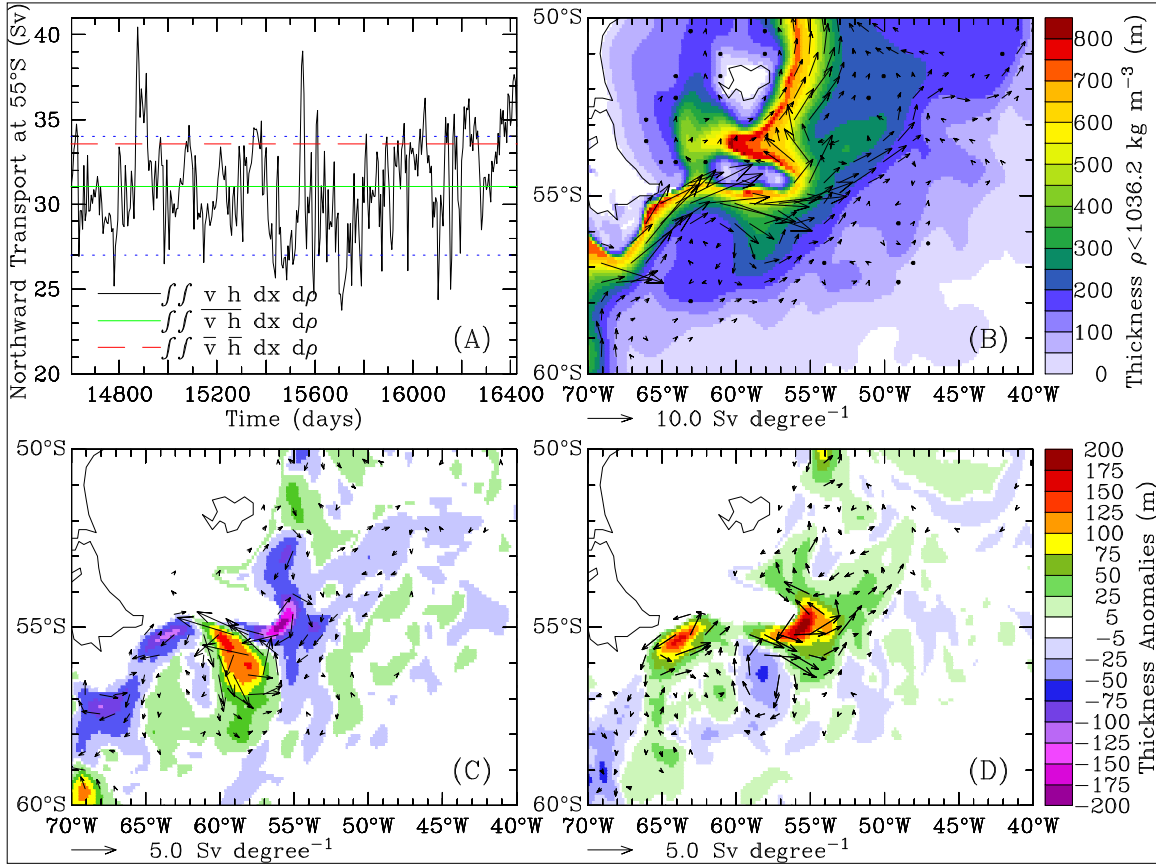 Northward Transport at 55°S (Sv)
40
35
30
25
20
∫∫ v h dx dρ
∫∫ v h dx dρ
∫∫ v h dx dρ
(A)
14800 15200 15600 16000 16400
Time (days)
50°S
55°S
60°S
(B)
70°W 65°W 60°W 55°W 50°W 45°W 40°W
10.0 Sv degree⁻¹
800
700
600
500
400
300
200
100
0
Thickness ρ<1036.2 kg m⁻³ (m)
50°S
55°S
60°S
(C)
70°W 65°W 60°W 55°W 50°W 45°W 40°W
5.0 Sv degree⁻¹
50°S
55°S
60°S
(D)
70°W 65°W 60°W 55°W 50°W 45°W 40°W
5.0 Sv degree⁻¹
200
175
150
125
100
75
50
25
5
−5
−25
−50
−75
−100
−125
−150
−175
−200
Thickness Anomalies (m)